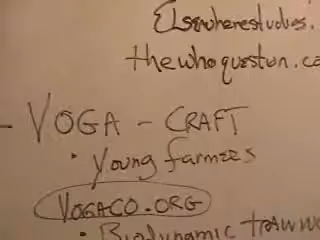 Elsewherestudies.
thewhoquestion.co
- VOGA - CRAFT
• Young farmers
VOGACO.ORG
• Biodynamic